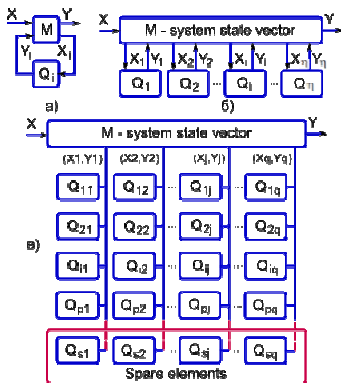 X Y
M
Yi Xi
Qi
a)
X M - system state vector Y
X1 Y1 X2 Y2 Xi Yi Xη Yη
Q1 Q2 ... Qi ... Qη
б)
X M - system state vector Y
(X1,Y1) (X2,Y2) (Xj,Yj) (Xq,Yq)
Q11 Q12 ... Q1j ... Q1q
Q21 Q22 ... Q2j ... Q2q
в) Qi1 Qi2 ... Qij ... Qiq
Qp1 Qp2 ... Qpj ... Qpq
Qs1 Qs2 ... Qsj ... Qsq
Spare elements